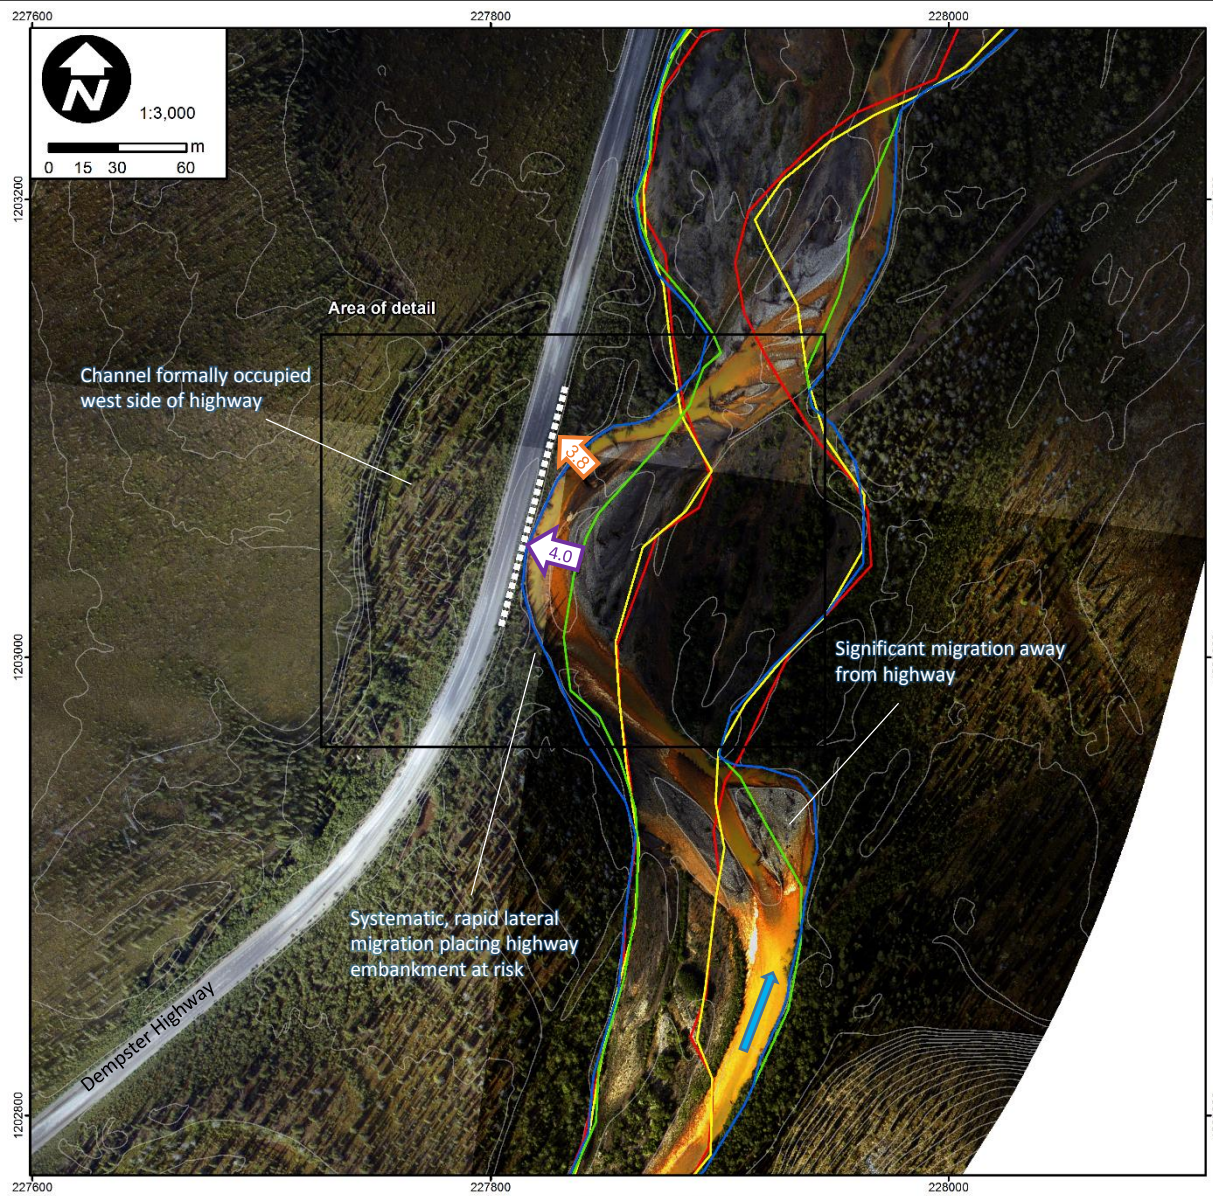 227600
227800
228000
N
1:3,000
m
0 15 30 60
1203200
Area of detail
Channel formally occupied
west side of highway
3.8
4.0
1203000
Significant migration away
from highway
Systematic, rapid lateral
migration placing highway
embankment at risk
Dempster Highway
1202800
227600
227800
228000